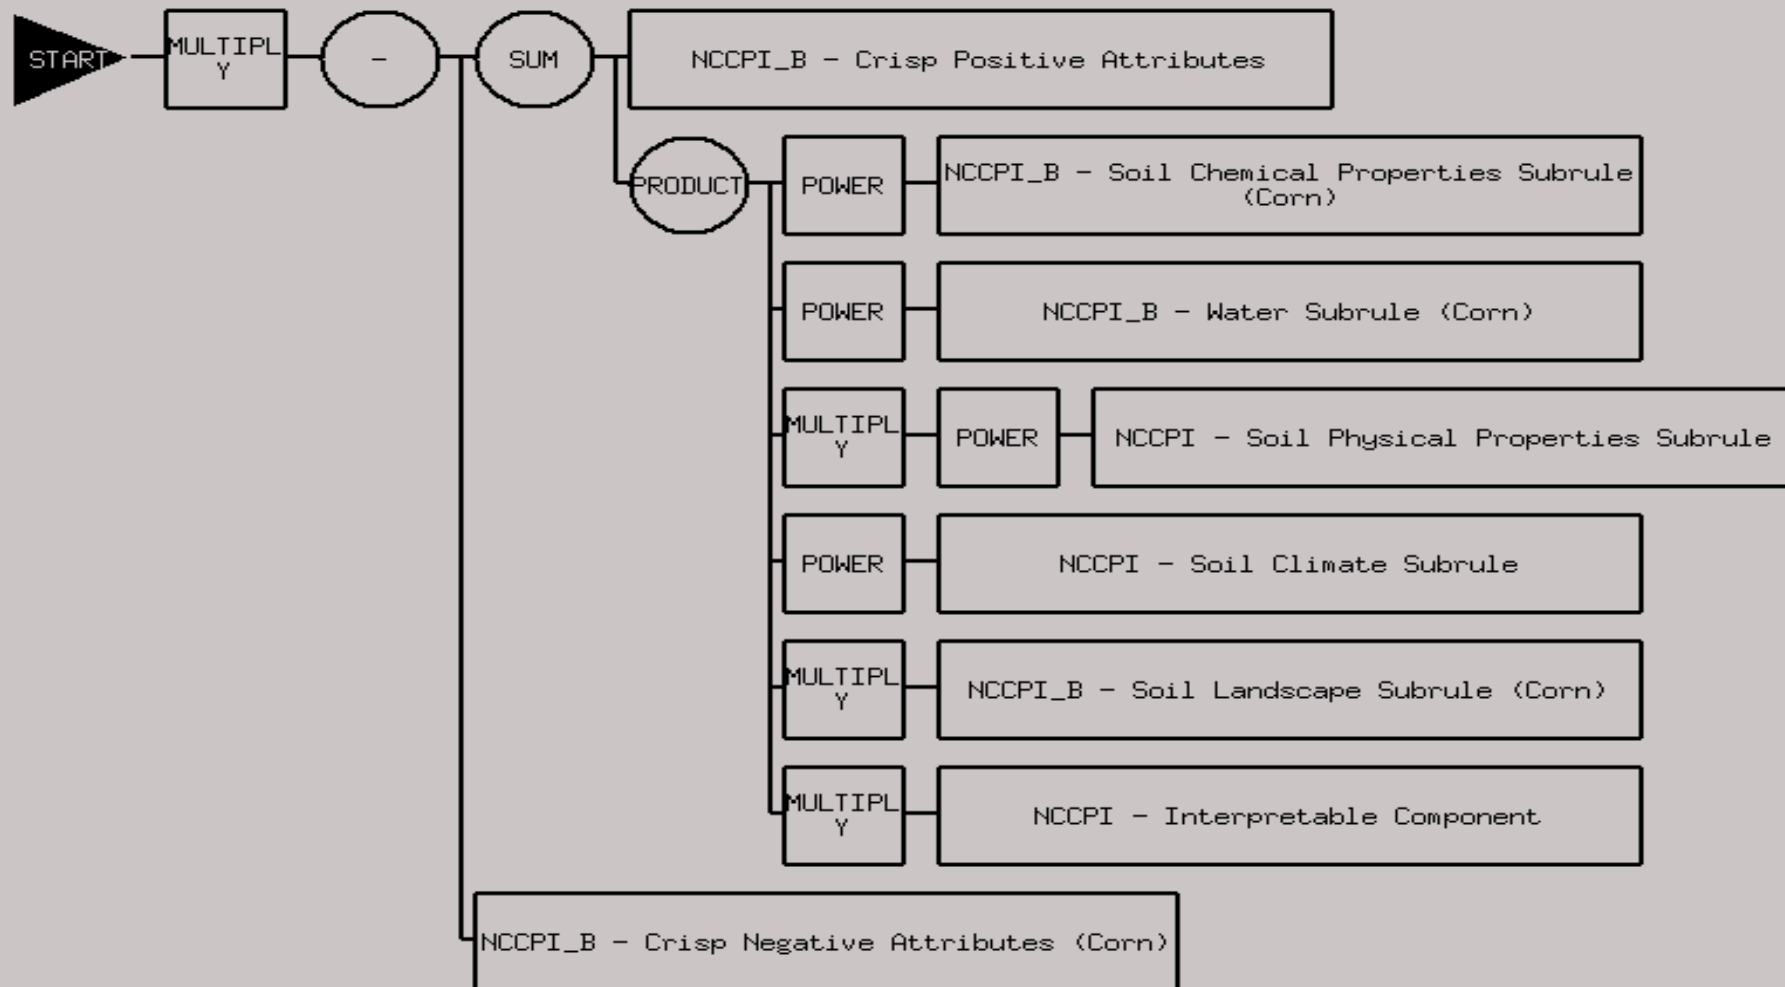 START
MULTIPL
Y
-
SUM
NCCPI_B - Crisp Positive Attributes
PRODUCT
POWER
NCCPI_B - Soil Chemical Properties Subrule
(Corn)
POWER
NCCPI_B - Water Subrule (Corn)
MULTIPL
Y
POWER
NCCPI - Soil Physical Properties Subrule
POWER
NCCPI - Soil Climate Subrule
MULTIPL
Y
NCCPI_B - Soil Landscape Subrule (Corn)
MULTIPL
Y
NCCPI - Interpretable Component
NCCPI_B - Crisp Negative Attributes (Corn)